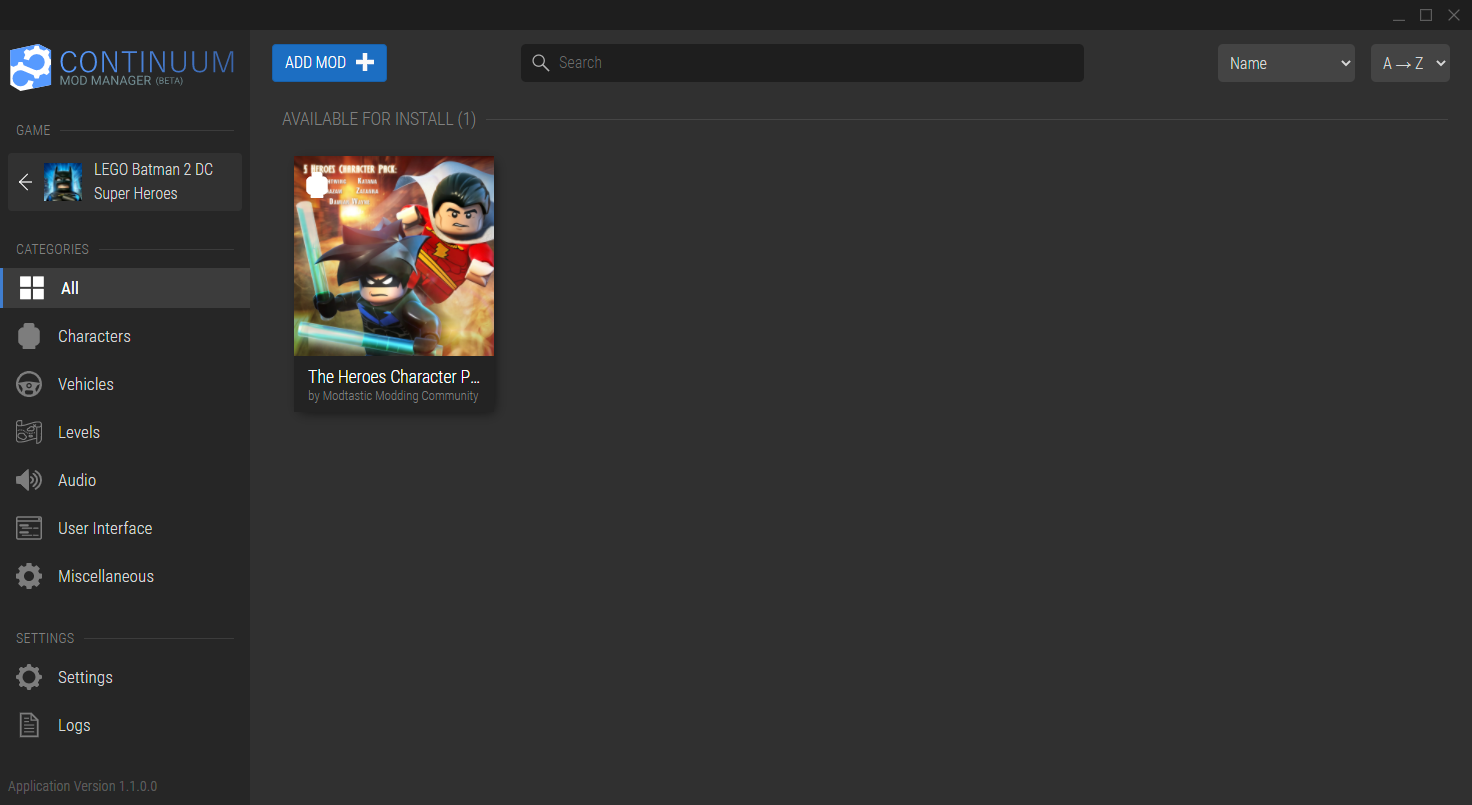 CONTINUUM
MOD MANAGER (BETA)
GAME
LEGO Batman 2 DC
Super Heroes
CATEGORIES
All
Characters
Vehicles
Levels
Audio
User Interface
Miscellaneous
SETTINGS
Settings
Logs
Application Version 1.1.0.0
ADD MOD
Search
Name
A → Z
AVAILABLE FOR INSTALL (1)
5 Heroes Character Pack:
Katana
Zatanna
Damian Wayne
The Heroes Character P...
by Modtastic Modding Community